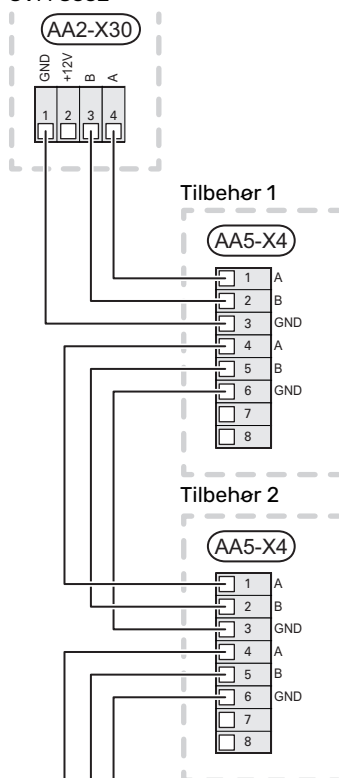 AA2-X30
GND
+12V
B
A
1 2 3 4
Tilbehør 1
AA5-X4
1 A
2 B
3 GND
4 A
5 B
6 GND
7
8
Tilbehør 2
AA5-X4
1 A
2 B
3 GND
4 A
5 B
6 GND
7
8